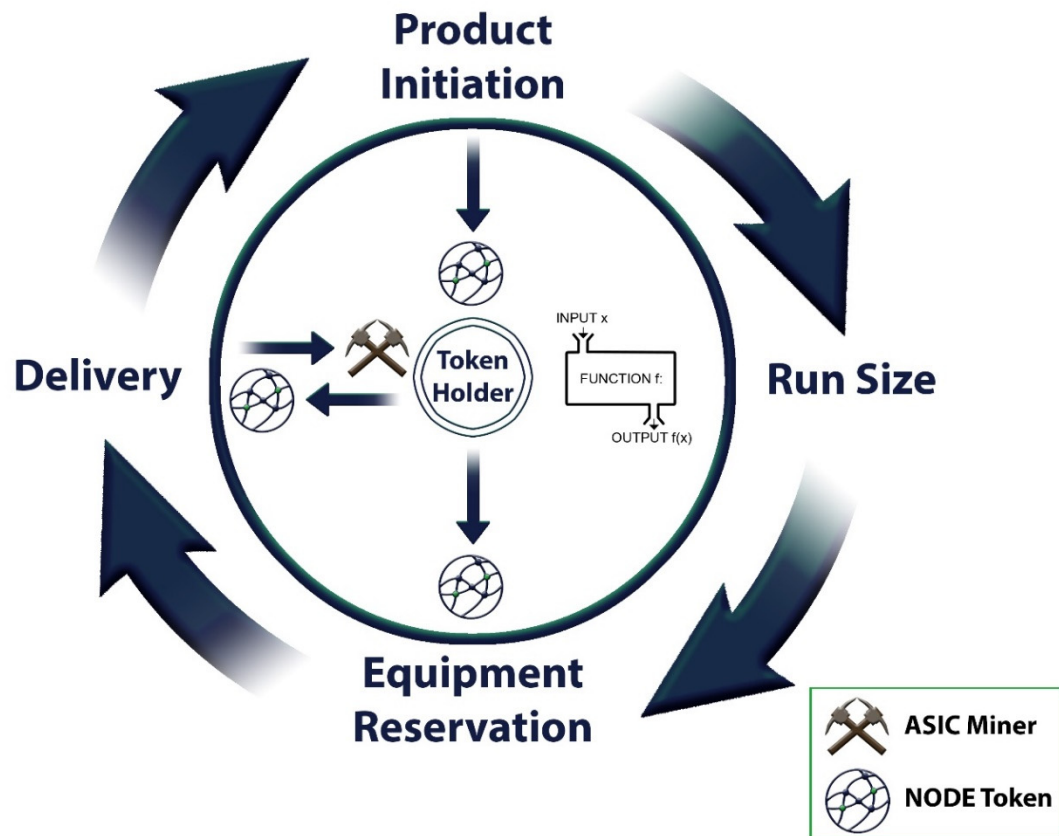 Product
Initiation
INPUT x
FUNCTION f:
OUTPUT f(x)
Token
Holder
Delivery
Run Size
Equipment
Reservation
ASIC Miner
NODE Token